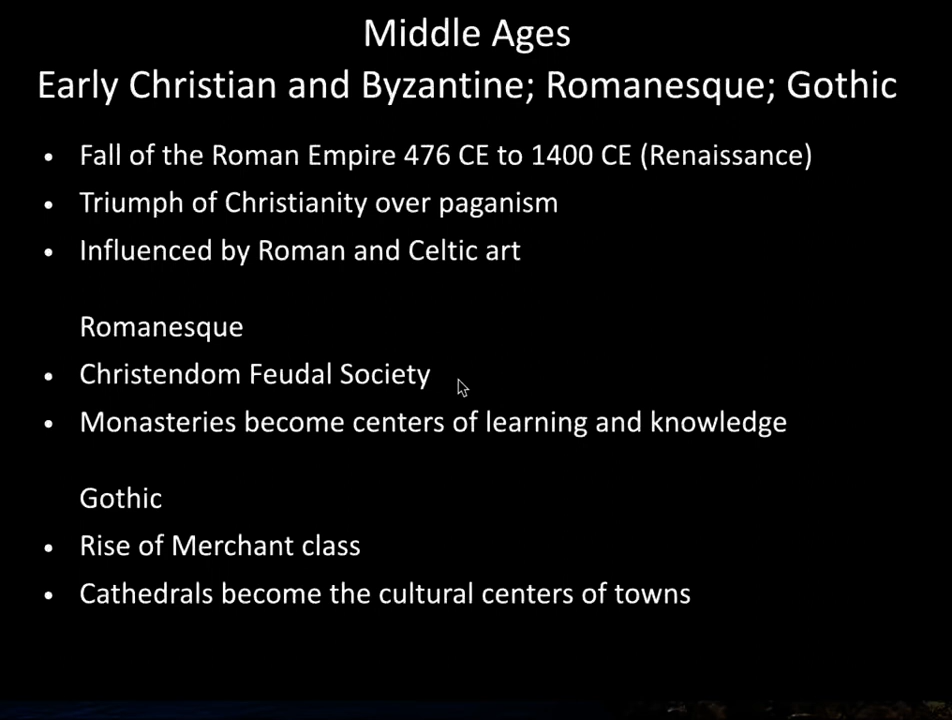 Middle Ages
Early Christian and Byzantine; Romanesque; Gothic
• Fall of the Roman Empire 476 CE to 1400 CE (Renaissance)
• Triumph of Christianity over paganism
• Influenced by Roman and Celtic art
Romanesque
• Christendom Feudal Society
• Monasteries become centers of learning and knowledge
Gothic
• Rise of Merchant class
• Cathedrals become the cultural centers of towns